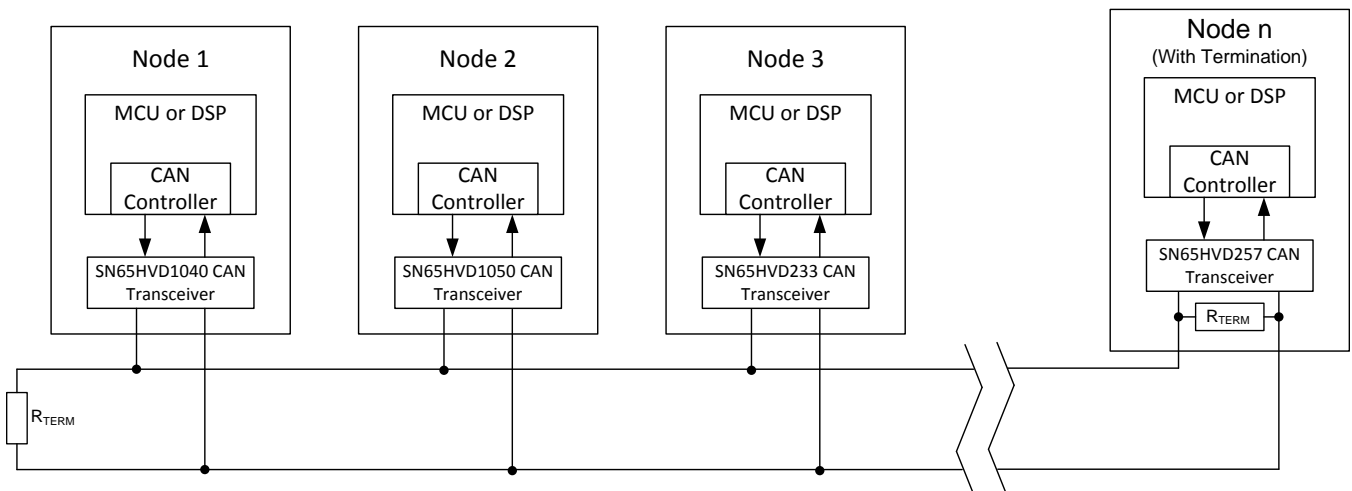 Node 1
MCU or DSP
CAN
Controller
SN65HVD1040 CAN
Transceiver
Node 2
MCU or DSP
CAN
Controller
SN65HVD1050 CAN
Transceiver
Node 3
MCU or DSP
CAN
Controller
SN65HVD233 CAN
Transceiver
Node n
(With Termination)
MCU or DSP
CAN
Controller
SN65HVD257 CAN
Transceiver
RTERM
RTERM